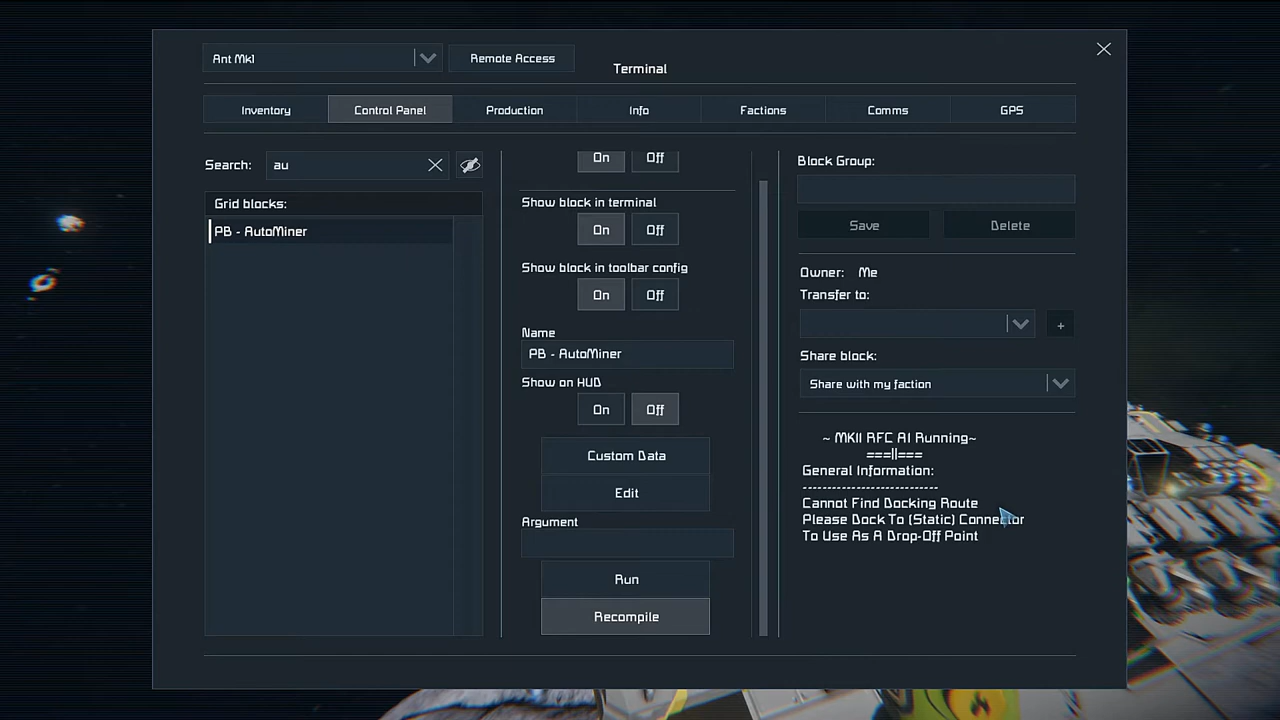 Ant Mk1
Remote Access
Terminal
Inventory
Control Panel
Production
Info
Factions
Comms
GPS
Search:
au
Grid blocks:
PB - AutoMiner
On
Off
Show block in terminal
On
Off
Show block in toolbar config
On
Off
Name
PB - AutoMiner
Show on HUD
On
Off
Custom Data
Edit
Argument
Run
Recompile
Block Group:
Save
Delete
Owner: Me
Transfer to:
+
Share block:
Share with my faction
~ MKII RFC AI Running~
===||===
General Information:
---------------------------
Cannot Find Docking Route
Please Dock To (Static) Connector
To Use As A Drop-Off Point